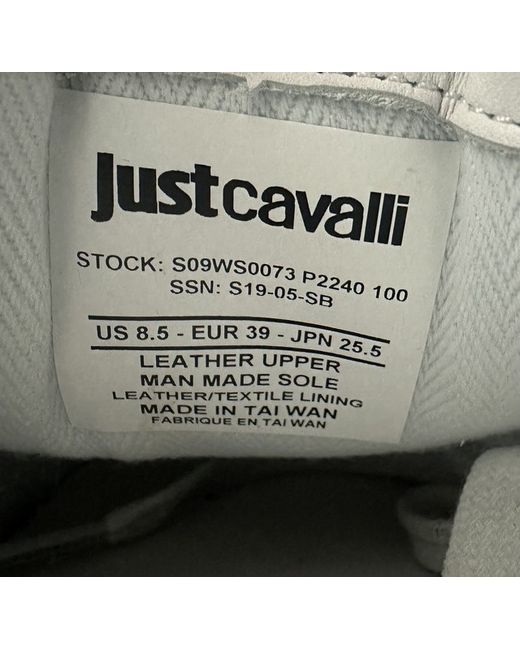 justcavalli
STOCK: S09WS0073 P2240 100
SSN: S19-05-SB
US 8.5 - EUR 39 - JPN 25.5
LEATHER UPPER
MAN MADE SOLE
LEATHER/TEXTILE LINING
MADE IN TAI WAN
FABRIQUE EN TAI WAN